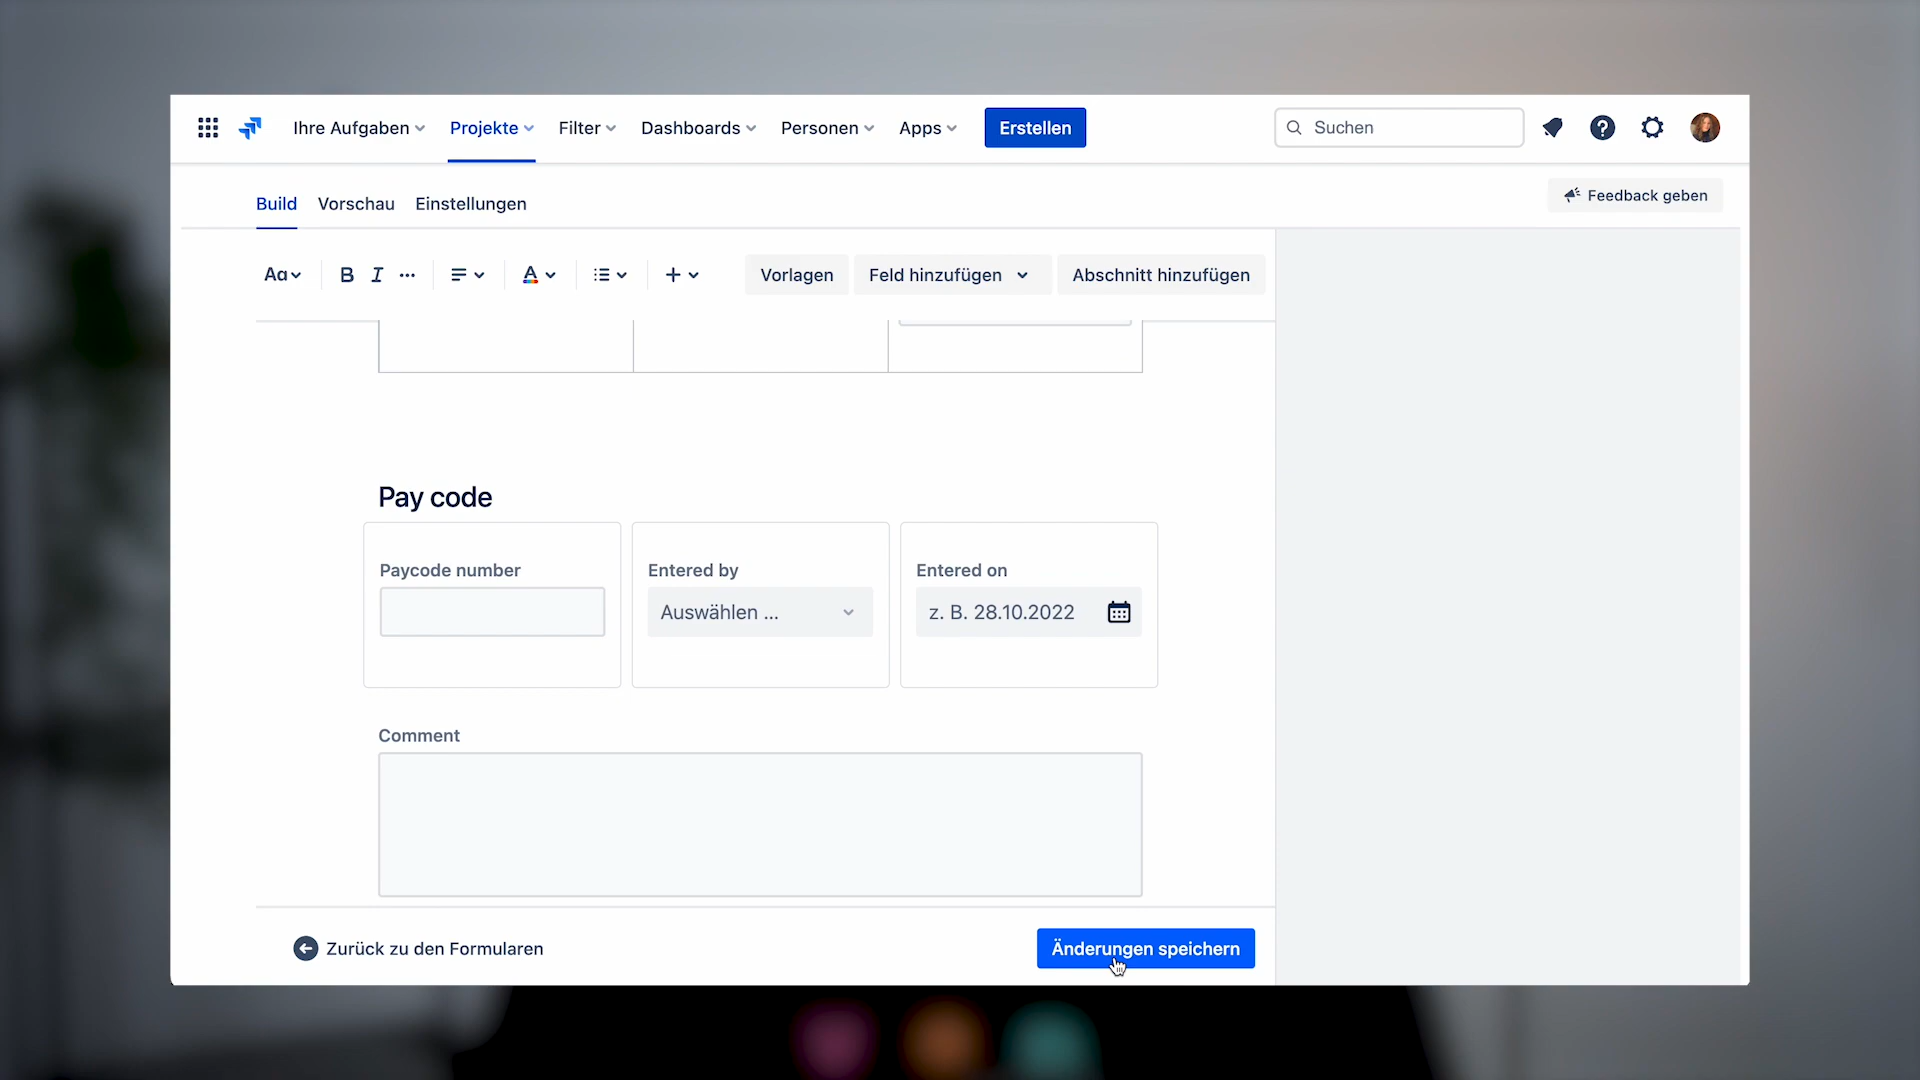 Ihre Aufgaben Projekte Filter Dashboards Personen Apps Erstellen Suchen
Build Vorschau Einstellungen Feedback geben
Aa B I ... A Vorlagen Feld hinzufügen Abschnitt hinzufügen
Pay code
Paycode number Entered by Entered on
Auswählen ... z. B. 28.10.2022
Comment
Zurück zu den Formularen Änderungen speichern